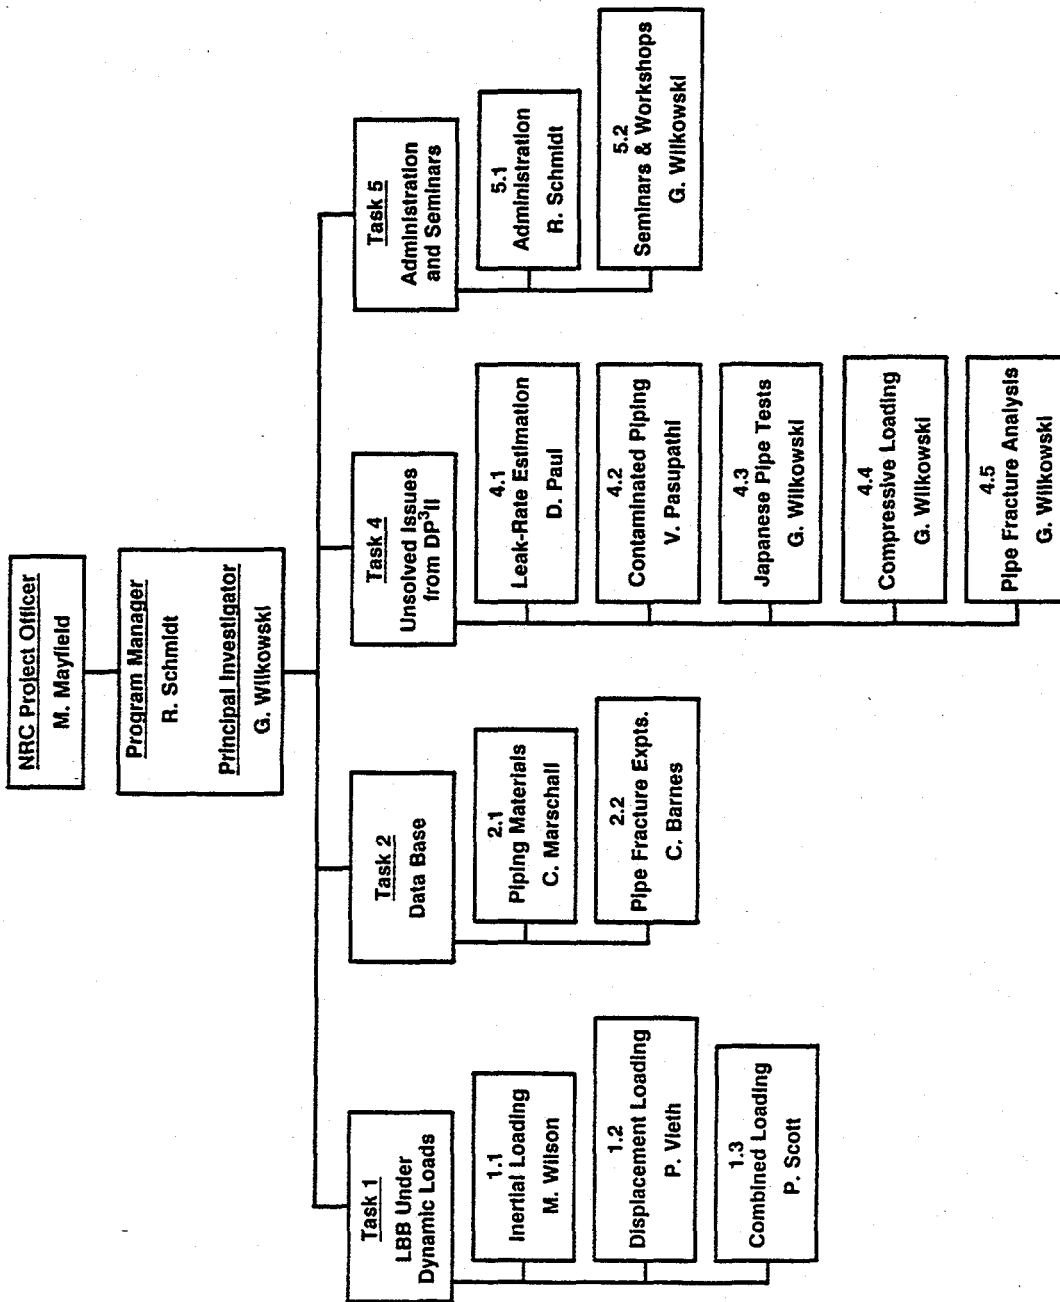 NRC Project Officer
M. Mayfield
Program Manager
R. Schmidt
Principal Investigator
G. Wilkowski
Task 1
LBB Under
Dynamic Loads
1.1
Inertial Loading
M. Wilson
1.2
Displacement Loading
P. Vieth
1.3
Combined Loading
P. Scott
Task 2
Data Base
2.1
Piping Materials
C. Marschall
2.2
Pipe Fracture Expts.
C. Barnes
Task 4
Unsolved Issues
from DP³II
4.1
Leak-Rate Estimation
D. Paul
4.2
Contaminated Piping
V. Pasupathi
4.3
Japanese Pipe Tests
G. Wilkowski
4.4
Compressive Loading
G. Wilkowski
4.5
Pipe Fracture Analysis
G. Wilkowski
Task 5
Administration
and Seminars
5.1
Administration
R. Schmidt
5.2
Seminars & Workshops
G. Wilkowski